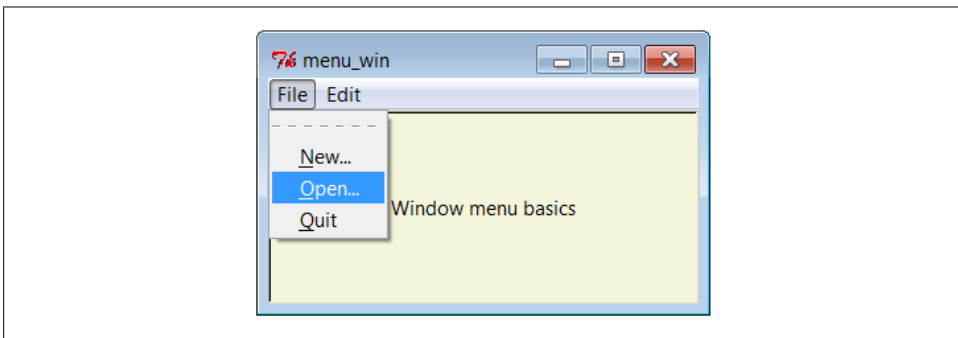 menu_win
File Edit
New...
Open...
Quit
Window menu basics